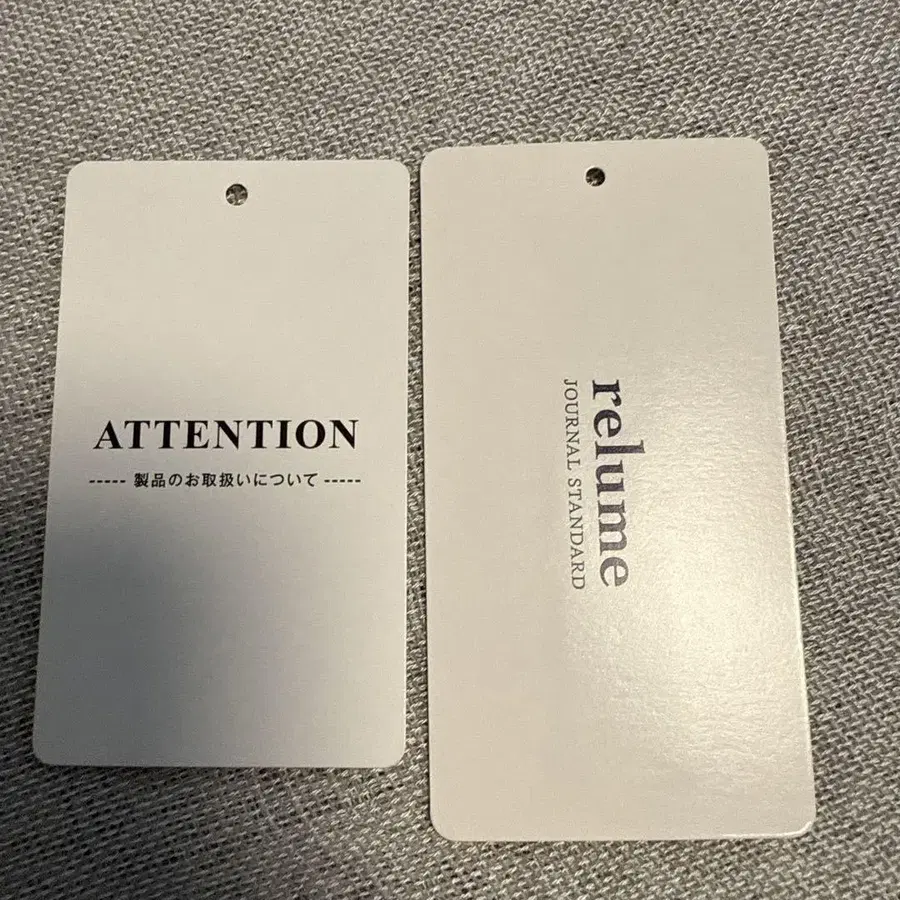 ATTENTION
----- 製品のお取扱いについて -----
relume
JOURNAL STANDARD